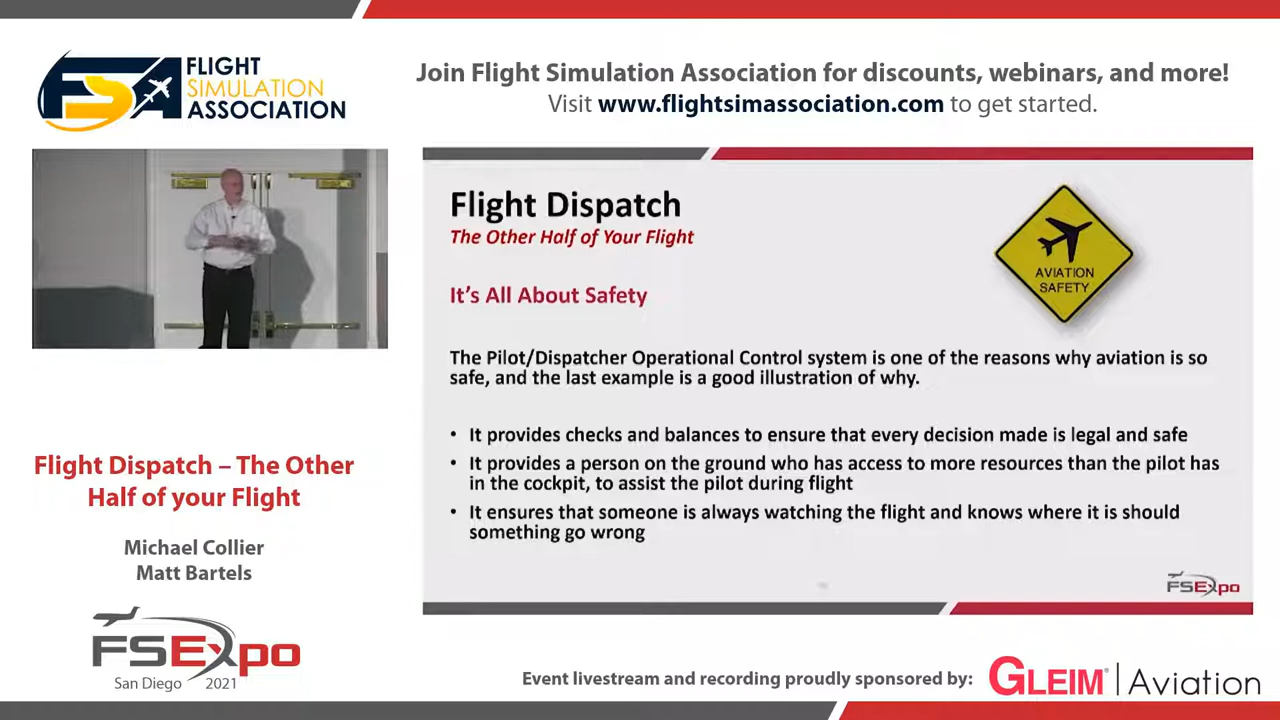 FLIGHT
SIMULATION
ASSOCIATION
Join Flight Simulation Association for discounts, webinars, and more!
Visit www.flightsimassociation.com to get started.
Flight Dispatch
The Other Half of Your Flight
AVIATION
SAFETY
It's All About Safety
The Pilot/Dispatcher Operational Control system is one of the reasons why aviation is so
safe, and the last example is a good illustration of why.
• It provides checks and balances to ensure that every decision made is legal and safe
• It provides a person on the ground who has access to more resources than the pilot has
in the cockpit, to assist the pilot during flight
• It ensures that someone is always watching the flight and knows where it is should
something go wrong
FSExpo
Flight Dispatch – The Other
Half of your Flight
Michael Collier
Matt Bartels
FSExpo
San Diego 2021
Event livestream and recording proudly sponsored by:
GLEIM® | Aviation